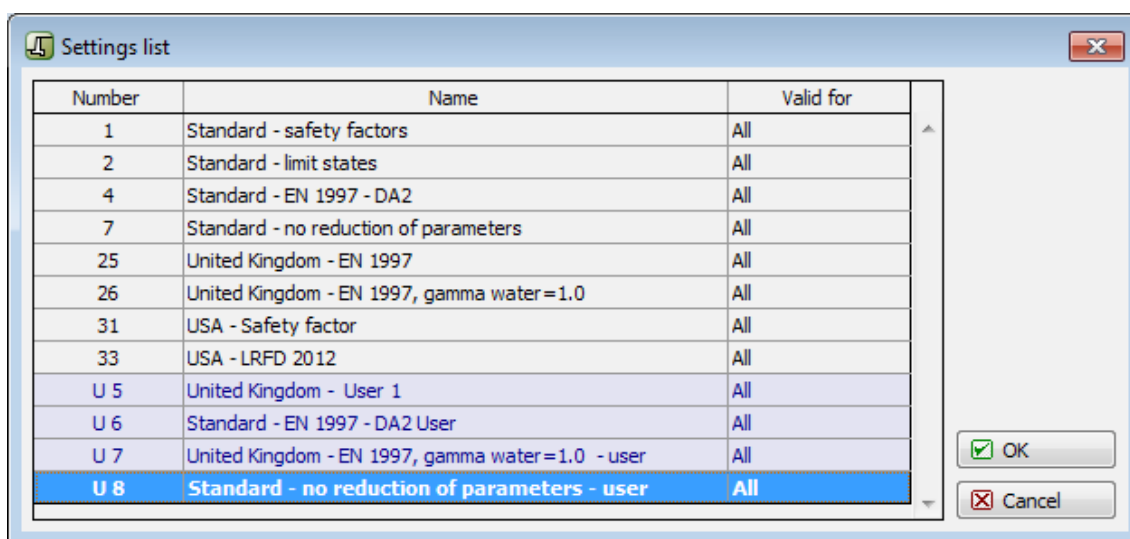 Settings list
Number Name Valid for
1 Standard - safety factors All
2 Standard - limit states All
4 Standard - EN 1997 - DA2 All
7 Standard - no reduction of parameters All
25 United Kingdom - EN 1997 All
26 United Kingdom - EN 1997, gamma water=1.0 All
31 USA - Safety factor All
33 USA - LRFD 2012 All
U 5 United Kingdom - User 1 All
U 6 Standard - EN 1997 - DA2 User All
U 7 United Kingdom - EN 1997, gamma water=1.0 - user All
U 8 Standard - no reduction of parameters - user All
OK
Cancel